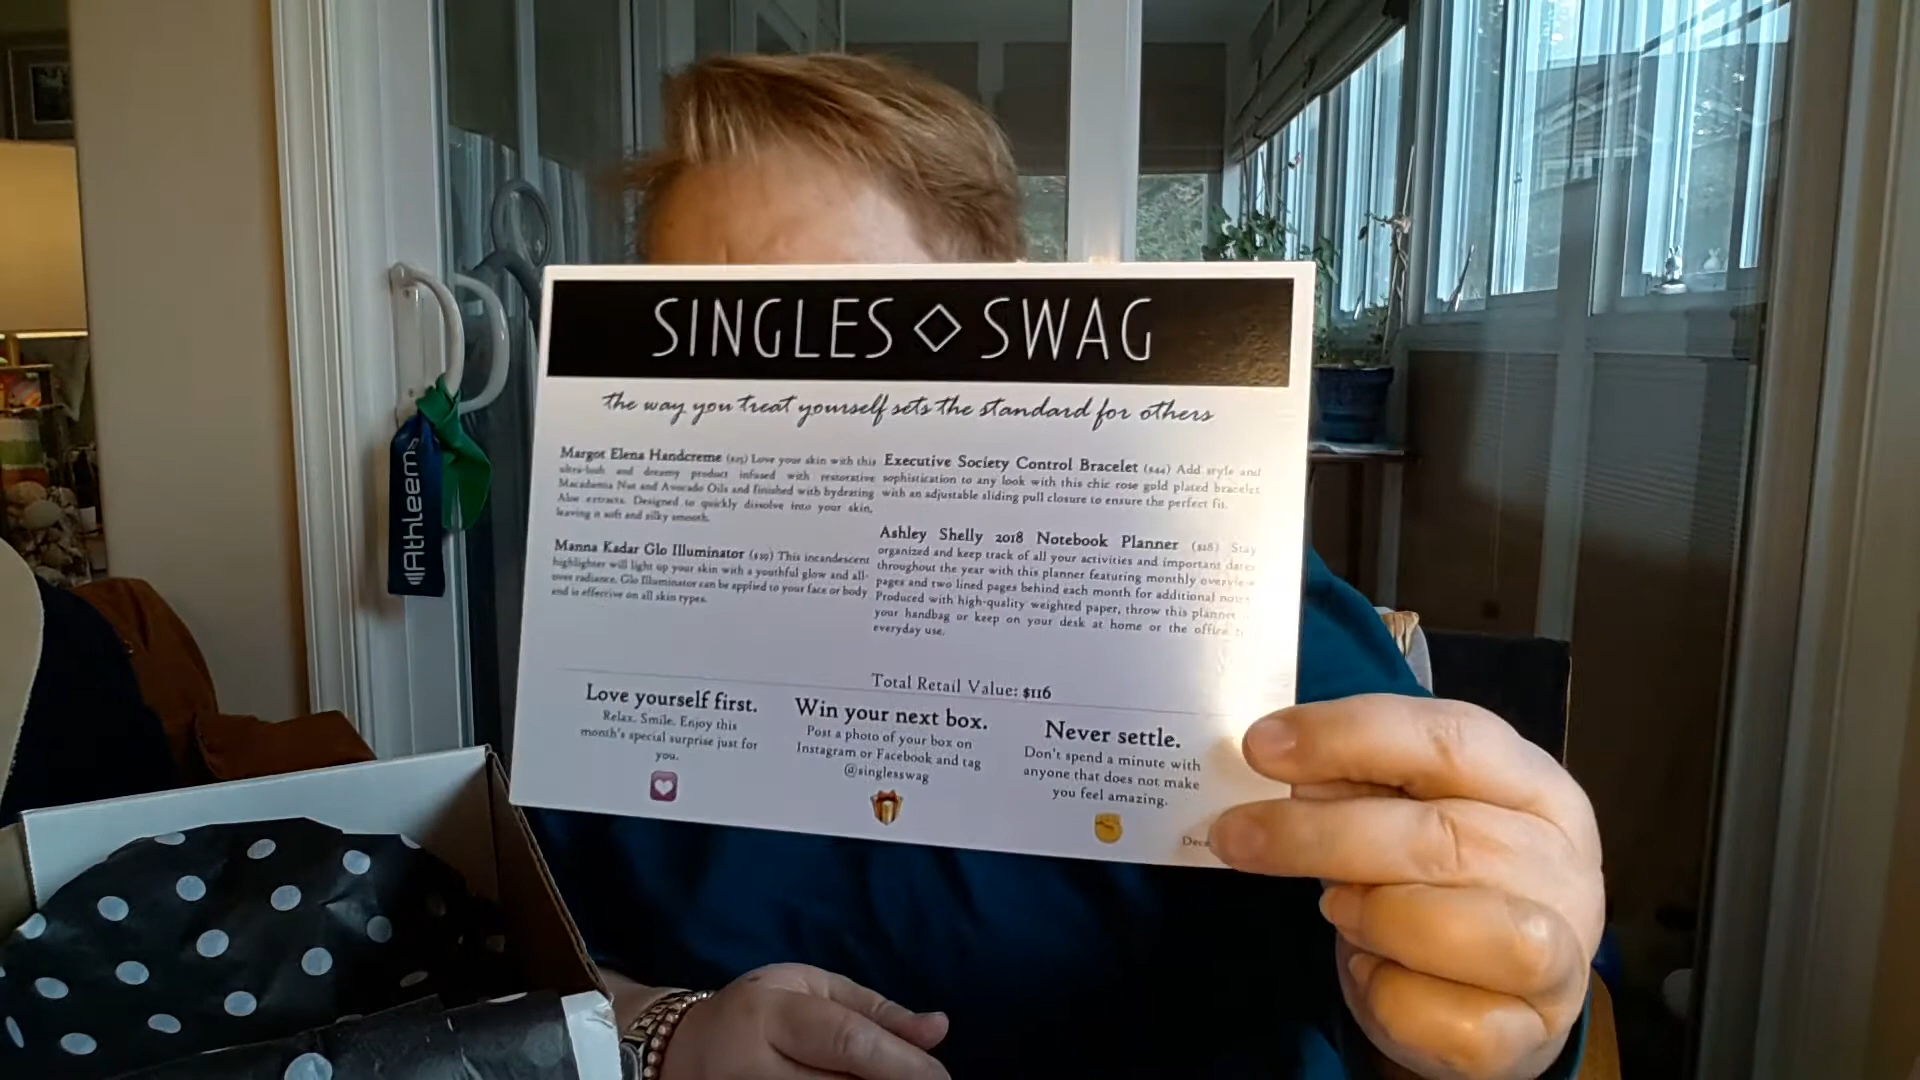 SINGLES SWAG
the way you treat yourself sets the standard for others
Margot Elena Handcreme ($25) Love your skin with this
ultra-lush and dreamy product infused with restorative
Macadamia Nut and Avocado Oils and finished with hydrating
Aloe extracts. Designed to quickly dissolve into your skin,
leaving it soft and silky smooth.
Manna Kadar Glo Illuminator ($29) This incandescent
highlighter will light up your skin with a youthful glow and all-
over radiance. Glo Illuminator can be applied to your face or body
and is effective on all skin types.
Executive Society Control Bracelet ($44) Add style and
sophistication to any look with this chic rose gold plated bracelet
with an adjustable sliding pull closure to ensure the perfect fit.
Ashley Shelly 2018 Notebook Planner ($18) Stay
organized and keep track of all your activities and important dates
throughout the year with this planner featuring monthly overview
pages and two lined pages behind each month for additional notes.
Produced with high-quality weighted paper, throw this planner
your handbag or keep on your desk at home or the office
everyday use.
Total Retail Value: $116
Love yourself first.
Relax. Smile. Enjoy this
month's special surprise just for
you.
Win your next box.
Post a photo of your box on
Instagram or Facebook and tag
@singlesswag
Never settle.
Don't spend a minute with
anyone that does not make
you feel amazing.
Athleem